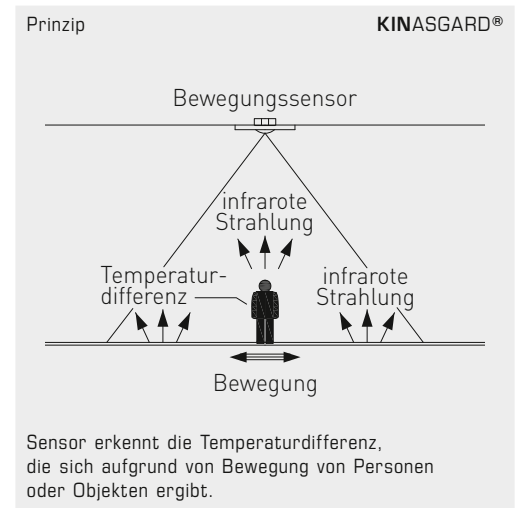 Prinzip
KINASGARD®
Bewegungssensor
infrarote
Strahlung
Temperatur-
differenz
infrarote
Strahlung
Bewegung
Sensor erkennt die Temperaturdifferenz,
die sich aufgrund von Bewegung von Personen
oder Objekten ergibt.